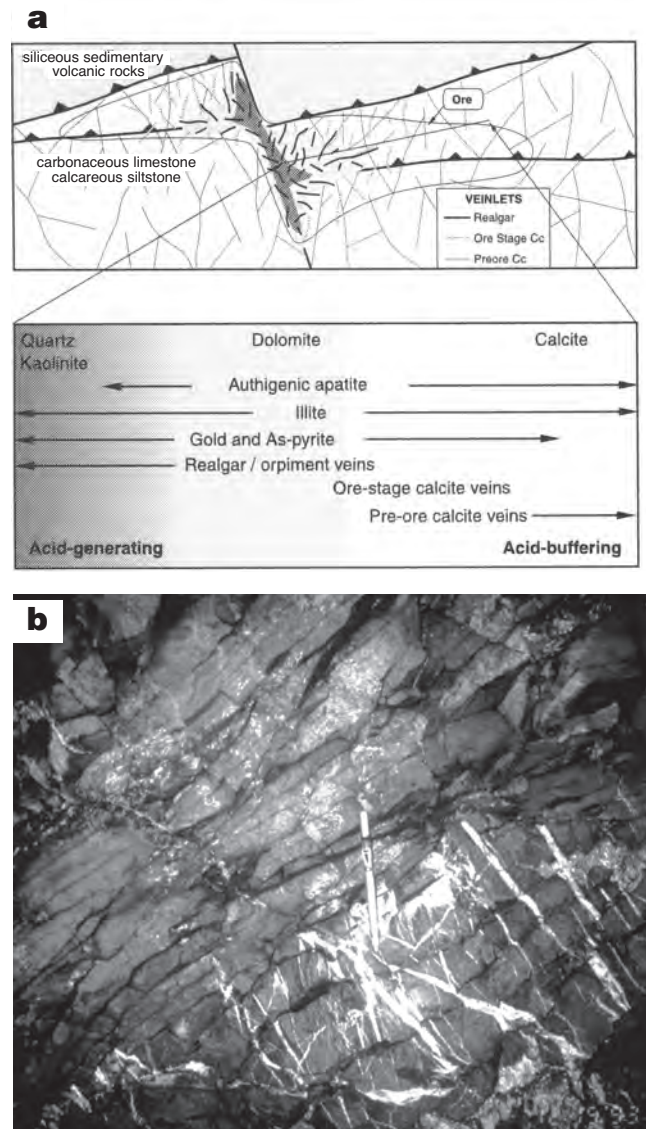 a
siliceous sedimentary
volcanic rocks
Ore
carbonaceous limestone
calcareous siltstone
VEINLETS
Realgar
Ore Stage Cc
Preore Cc
Quartz Dolomite Calcite
Kaolinite
Authigenic apatite
Illite
Gold and As-pyrite
Realgar / orpiment veins
Ore-stage calcite veins
Pre-ore calcite veins
Acid-generating Acid-buffering
b